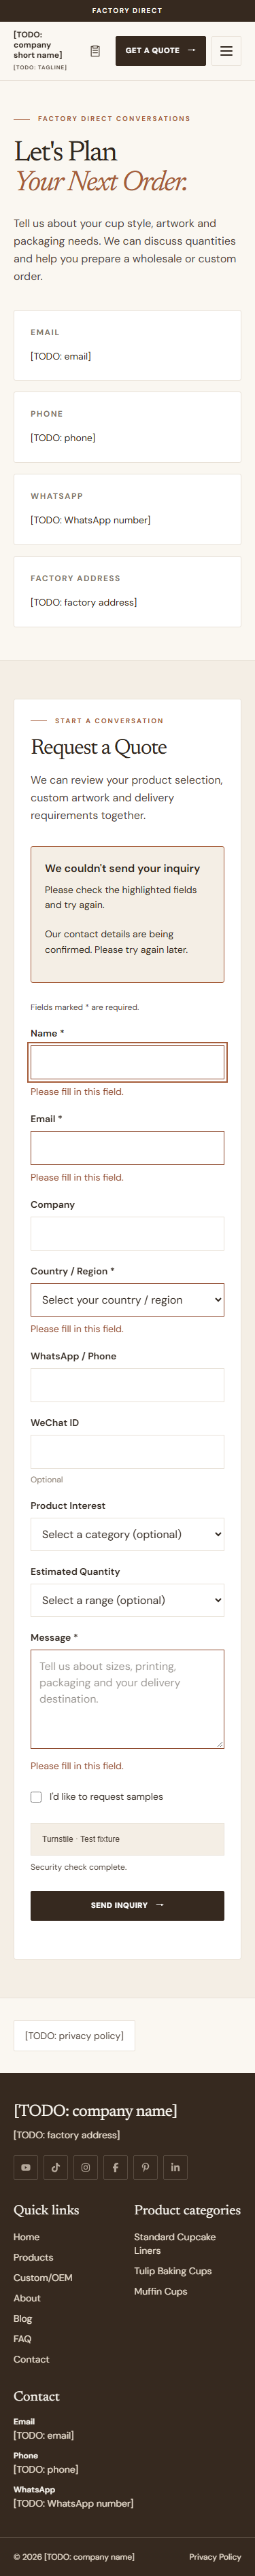 FACTORY DIRECT
[TODO:
company
short name]
[TODO: TAGLINE]
GET A QUOTE →
FACTORY DIRECT CONVERSATIONS
Let's Plan
Your Next Order.
Tell us about your cup style, artwork and
packaging needs. We can discuss quantities
and help you prepare a wholesale or custom
order.
EMAIL
[TODO: email]
PHONE
[TODO: phone]
WHATSAPP
[TODO: WhatsApp number]
FACTORY ADDRESS
[TODO: factory address]
START A CONVERSATION
Request a Quote
We can review your product selection,
custom artwork and delivery
requirements together.
We couldn't send your inquiry
Please check the highlighted fields
and try again.
Our contact details are being
confirmed. Please try again later.
Fields marked * are required.
Name *
Please fill in this field.
Email *
Please fill in this field.
Company
Country / Region *
Select your country / region
Please fill in this field.
WhatsApp / Phone
WeChat ID
Optional
Product Interest
Select a category (optional)
Estimated Quantity
Select a range (optional)
Message *
Tell us about sizes, printing,
packaging and your delivery
destination.
Please fill in this field.
I'd like to request samples
Turnstile · Test fixture
Security check complete.
SEND INQUIRY →
[TODO: privacy policy]
[TODO: company name]
[TODO: factory address]
Quick links
Home
Products
Custom/OEM
About
Blog
FAQ
Contact
Product categories
Standard Cupcake
Liners
Tulip Baking Cups
Muffin Cups
Contact
Email
[TODO: email]
Phone
[TODO: phone]
WhatsApp
[TODO: WhatsApp number]
© 2026 [TODO: company name]
Privacy Policy